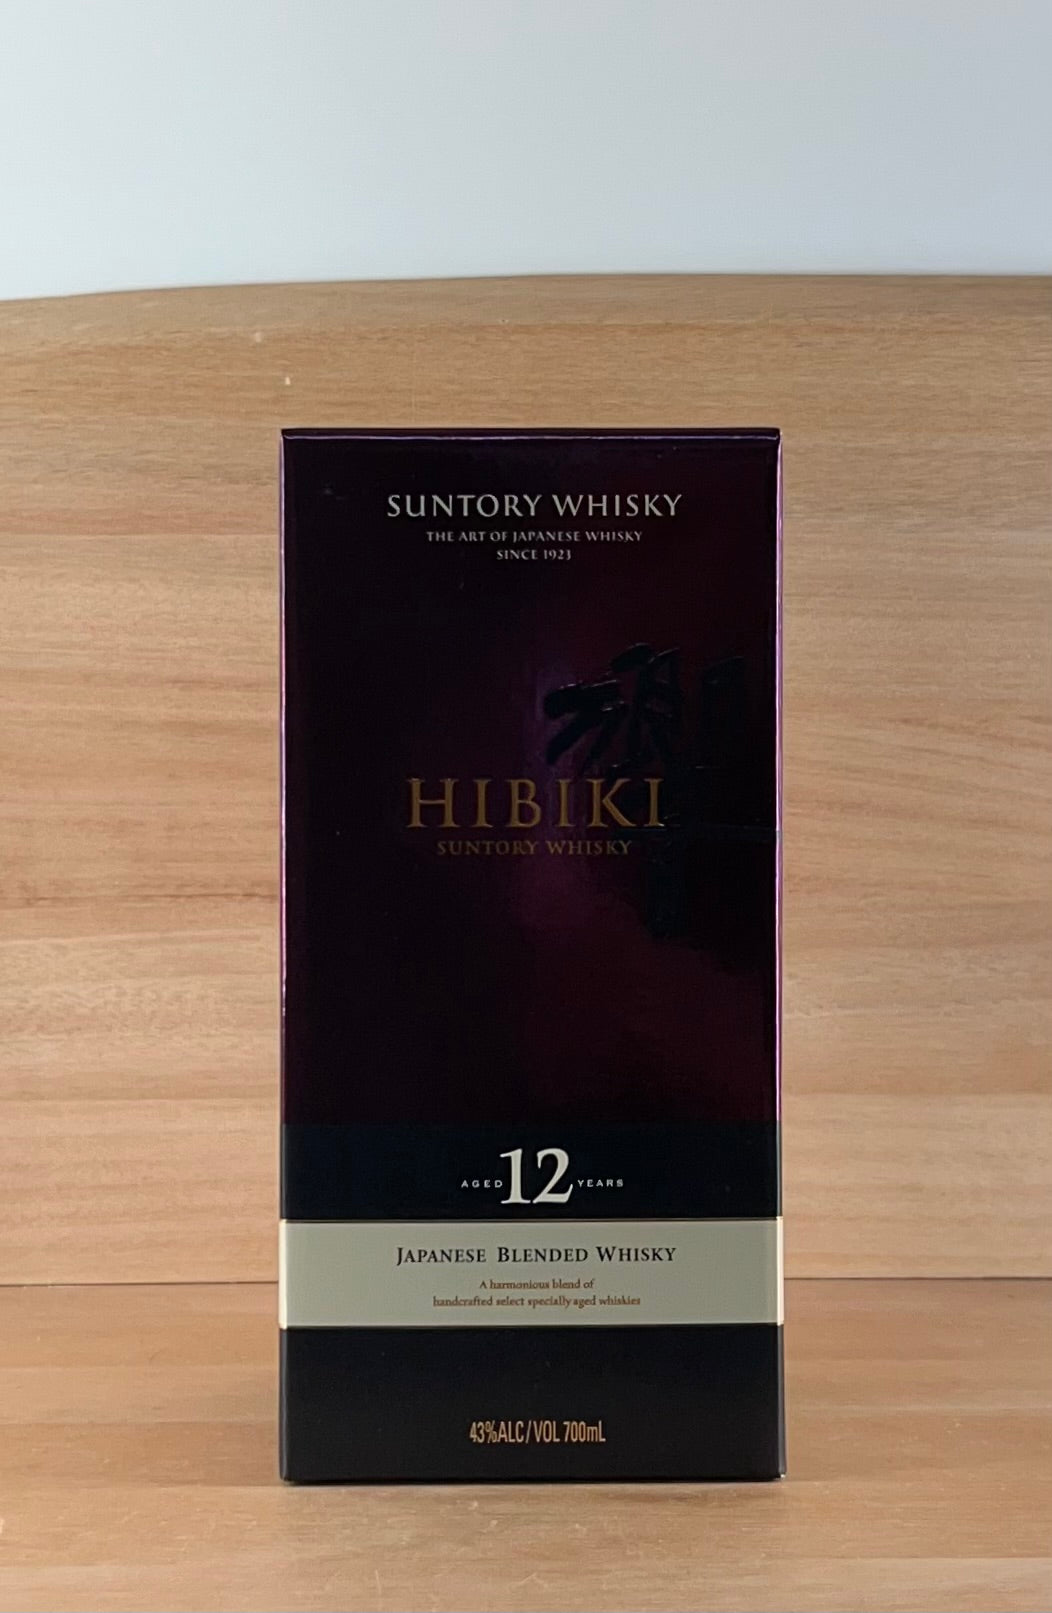 SUNTORY WHISKY
THE ART OF JAPANESE WHISKY
SINCE 1923
響
HIBIKI
SUNTORY WHISKY
AGED 12 YEARS
JAPANESE BLENDED WHISKY
A harmonious blend of
handcrafted select specially aged whiskies
43%ALC/VOL 700mL